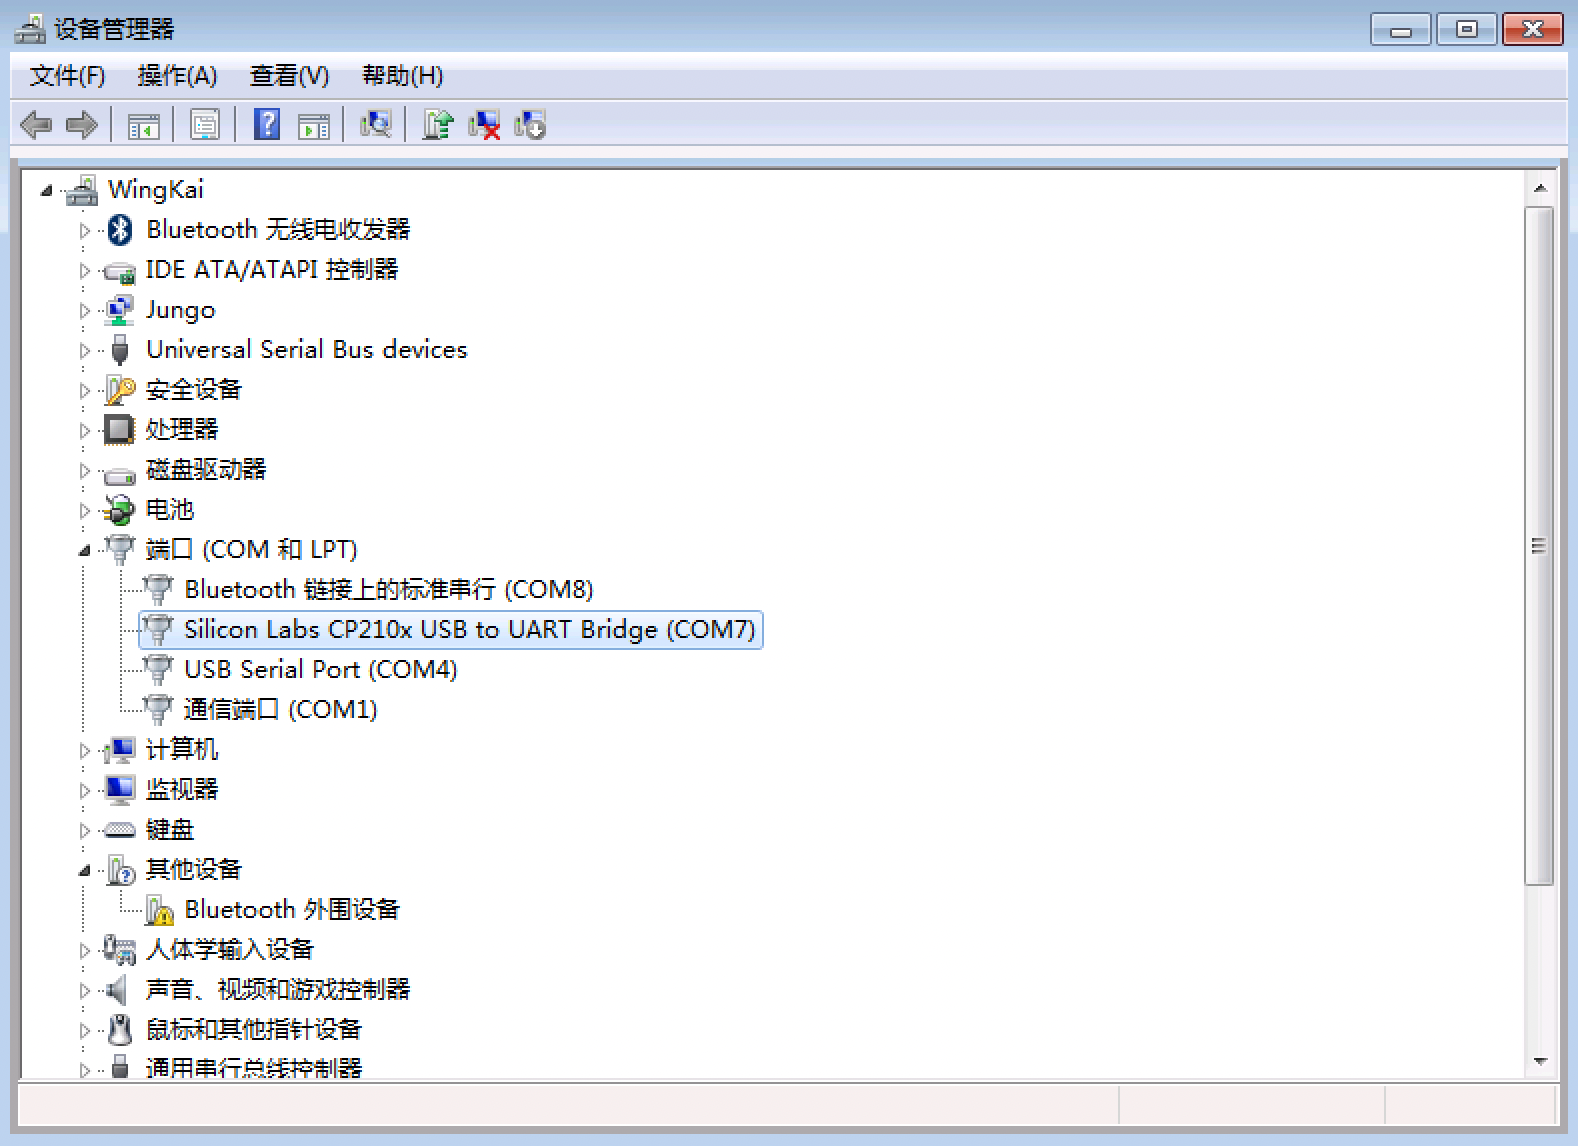 设备管理器
文件(F) 操作(A) 查看(V) 帮助(H)
WingKai
Bluetooth 无线电收发器
IDE ATA/ATAPI 控制器
Jungo
Universal Serial Bus devices
安全设备
处理器
磁盘驱动器
电池
端口 (COM 和 LPT)
Bluetooth 链接上的标准串行 (COM8)
Silicon Labs CP210x USB to UART Bridge (COM7)
USB Serial Port (COM4)
通信端口 (COM1)
计算机
监视器
键盘
其他设备
Bluetooth 外围设备
人体学输入设备
声音、视频和游戏控制器
鼠标和其他指针设备
通用串行总线控制器